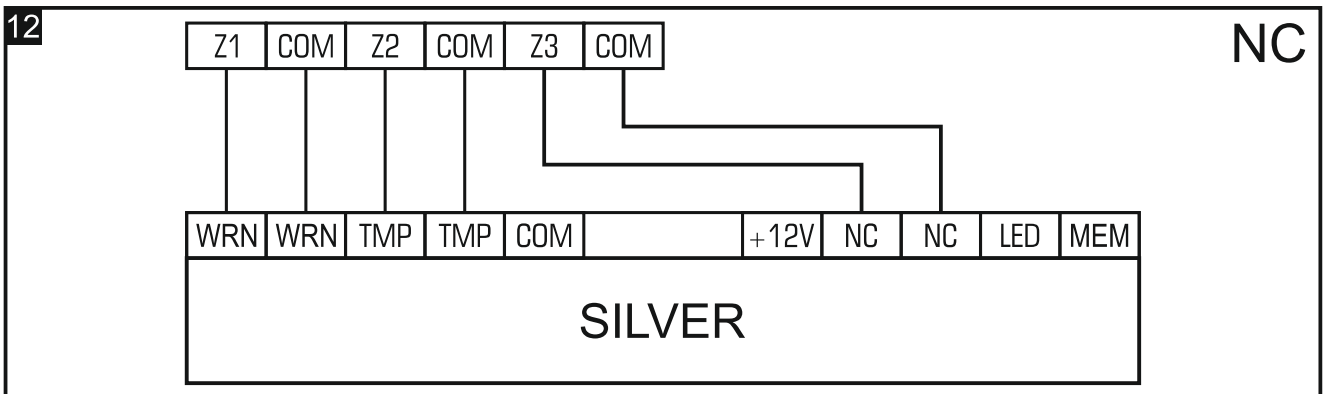 12
NC
Z1 COM Z2 COM Z3 COM
WRN WRN TMP TMP COM +12V NC NC LED MEM
SILVER